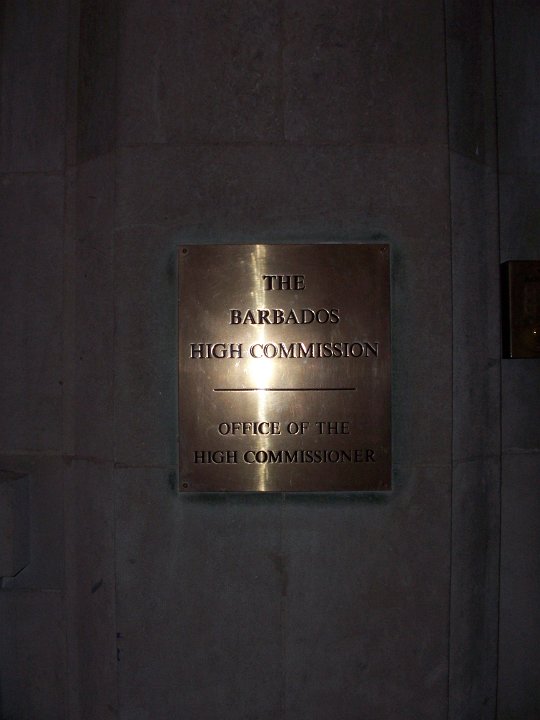 THE
BARBADOS
HIGH COMMISSION
OFFICE OF THE
HIGH COMMISSIONER